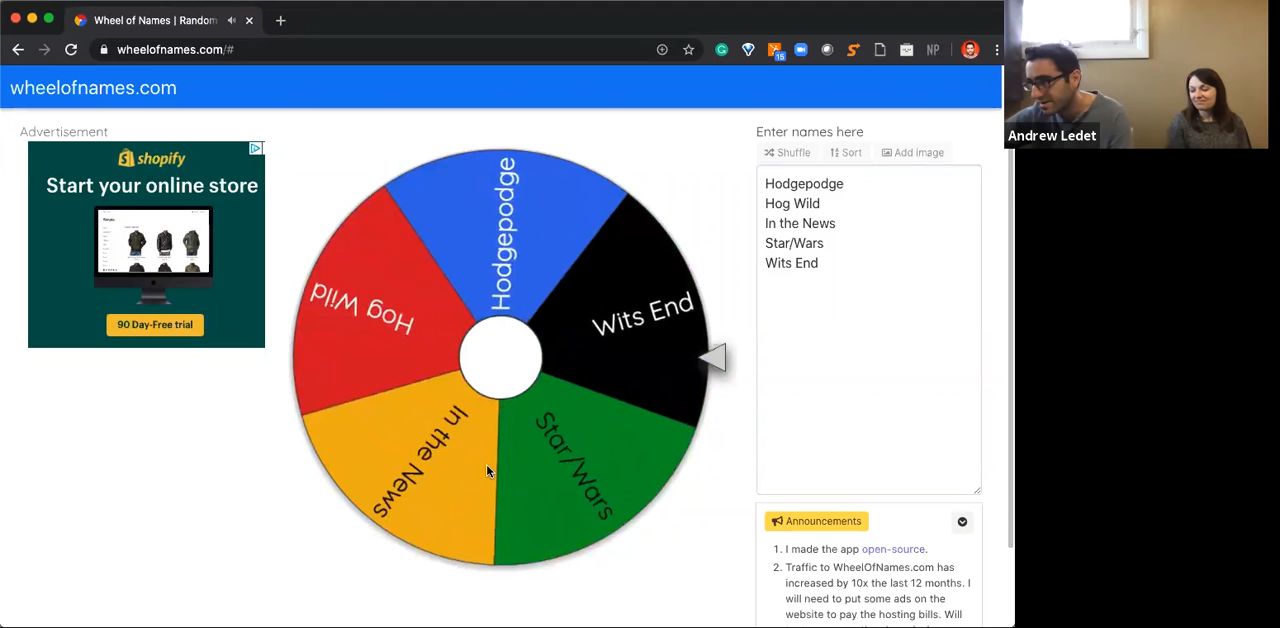 Wheel of Names | Random
wheelofnames.com/#
15
NP
wheelofnames.com
Andrew Ledet
Advertisement
shopify
Start your online store
90 Day-Free trial
Hodgepodge
Wits End
Hog Wild
In the News
Star/Wars
Enter names here
Shuffle
Sort
Add image
Hodgepodge
Hog Wild
In the News
Star/Wars
Wits End
Announcements
1. I made the app open-source.
2. Traffic to WheelOfNames.com has
increased by 10x the last 12 months. I
will need to put some ads on the
website to pay the hosting bills. Will